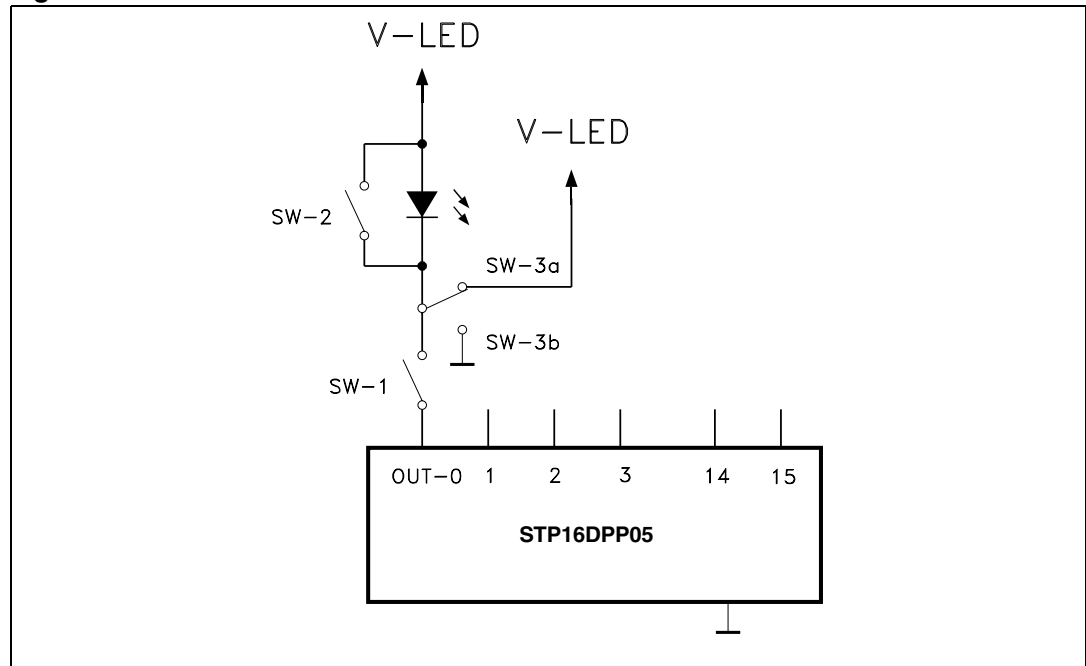 V-LED
V-LED
SW-2
SW-3a
SW-3b
SW-1
OUT-0 1 2 3 14 15
STP16DPP05